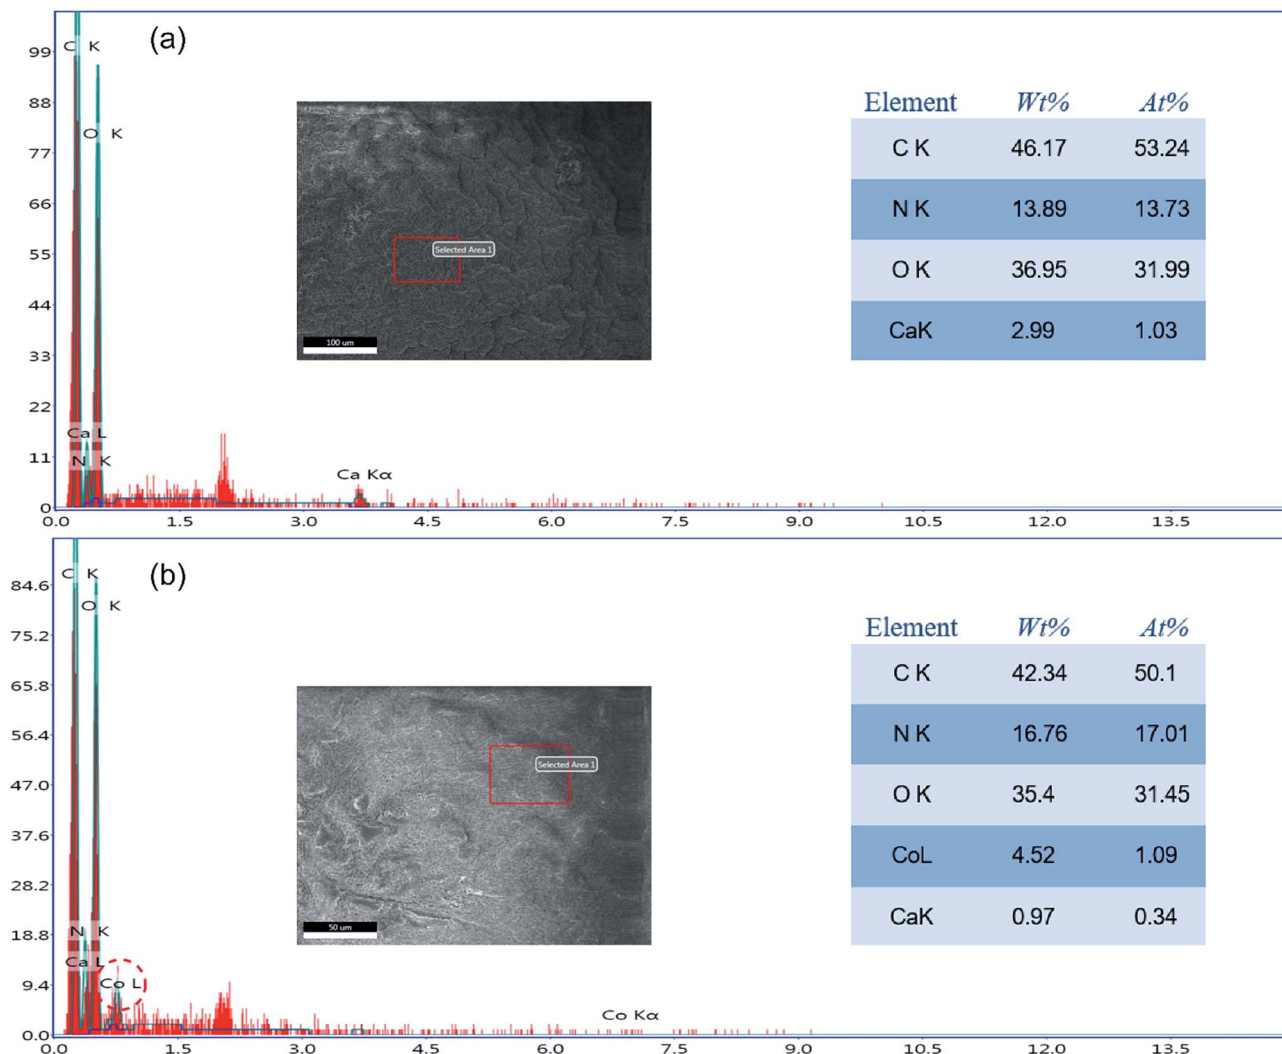 (a)
C K
O K
Ca L
N K
Ca Kα
99
88
77
66
55
44
33
22
11
0
0.0 1.5 3.0 4.5 6.0 7.5 9.0 10.5 12.0 13.5
Selected Area 1
100 um
Element Wt% At%
C K 46.17 53.24
N K 13.89 13.73
O K 36.95 31.99
CaK 2.99 1.03
(b)
C K
O K
N K
Ca L
Co L
Co Kα
84.6
75.2
65.8
56.4
47.0
37.6
28.2
18.8
9.4
0.0
0.0 1.5 3.0 4.5 6.0 7.5 9.0 10.5 12.0 13.5
Selected Area 1
50 um
Element Wt% At%
C K 42.34 50.1
N K 16.76 17.01
O K 35.4 31.45
CoL 4.52 1.09
CaK 0.97 0.34